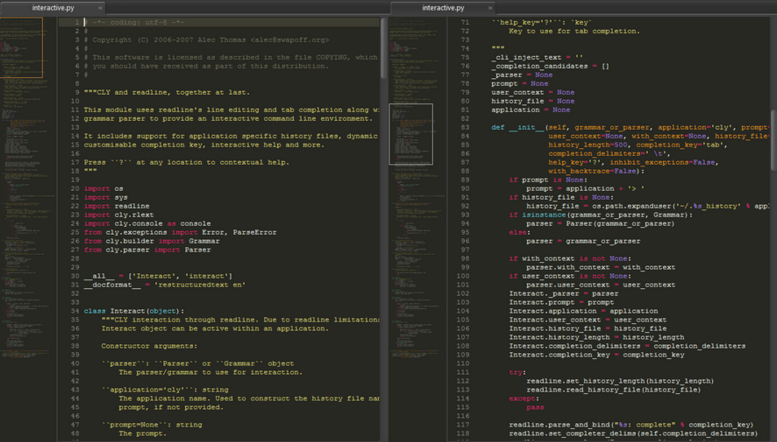 interactive.py
1 # -*- coding: utf-8 -*-
2 #
3 # Copyright (C) 2006-2007 Alec Thomas <alec@swapoff.org>
4 #
5 # This software is licensed as described in the file COPYING, which
6 # you should have received as part of this distribution.
7 #
8
9 """CLY and readline, together at last.
10
11 This module uses readline's line editing and tab completion along wi
12 grammar parser to provide an interactive command line environment.
13
14 It includes support for application specific history files, dynamic
15 customisable completion key, interactive help and more.
16
17 Press ``?`` at any location to contextual help.
18 """
19
20 import os
21 import sys
22 import readline
23 import cly.rlext
24 import cly.console as console
25 from cly.exceptions import Error, ParseError
26 from cly.builder import Grammar
27 from cly.parser import Parser
28
29
30 __all__ = ['Interact', 'interact']
31 __docformat__ = 'restructuredtext en'
32
33
34 class Interact(object):
35 """CLY interaction through readline. Due to readline limitations
36 Interact object can be active within an application.
37
38 Constructor arguments:
39
40 ``parser``: ``Parser`` or ``Grammar`` object
41 The parser/grammar to use for interaction.
42
43 ``application='cly'``: string
44 The application name. Used to construct the history file nam
45 prompt, if not provided.
46
47 ``prompt=None``: string
48 The prompt.
interactive.py
71 ``help_key='?'``: `key`
72 Key to use for tab completion.
73
74 """
75 _cli_inject_text = ''
76 _completion_candidates = []
77 _parser = None
78 prompt = None
79 user_context = None
80 history_file = None
81 application = None
82
83 def __init__(self, grammar_or_parser, application='cly', prompt=
84 user_context=None, with_context=None, history_file=
85 history_length=500, completion_key='tab',
86 completion_delimiters=' \t',
87 help_key='?', inhibit_exceptions=False,
88 with_backtrace=False):
89 if prompt is None:
90 prompt = application + '> '
91 if history_file is None:
92 history_file = os.path.expanduser('~/.%s_history' % app
93 if isinstance(grammar_or_parser, Grammar):
94 parser = Parser(grammar_or_parser)
95 else:
96 parser = grammar_or_parser
97
98 if with_context is not None:
99 parser.with_context = with_context
100 if user_context is not None:
101 parser.user_context = user_context
102 Interact._parser = parser
103 Interact.prompt = prompt
104 Interact.application = application
105 Interact.user_context = user_context
106 Interact.history_file = history_file
107 Interact.history_length = history_length
108 Interact.completion_delimiters = completion_delimiters
109 Interact.completion_key = completion_key
110
111 try:
112 readline.set_history_length(history_length)
113 readline.read_history_file(history_file)
114 except:
115 pass
116
117 readline.parse_and_bind("%s: complete" % completion_key)
118 readline.set_completer_delims(self.completion_delimiters)